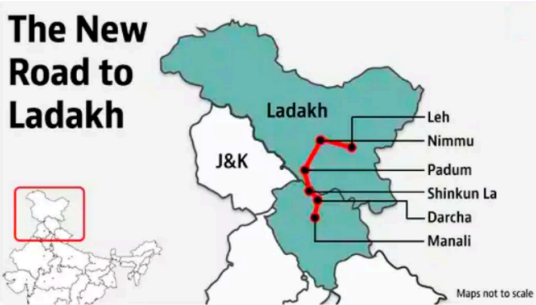 The New
Road to
Ladakh
Ladakh
J&K
Leh
Nimmu
Padum
Shinkun La
Darcha
Manali
Maps not to scale